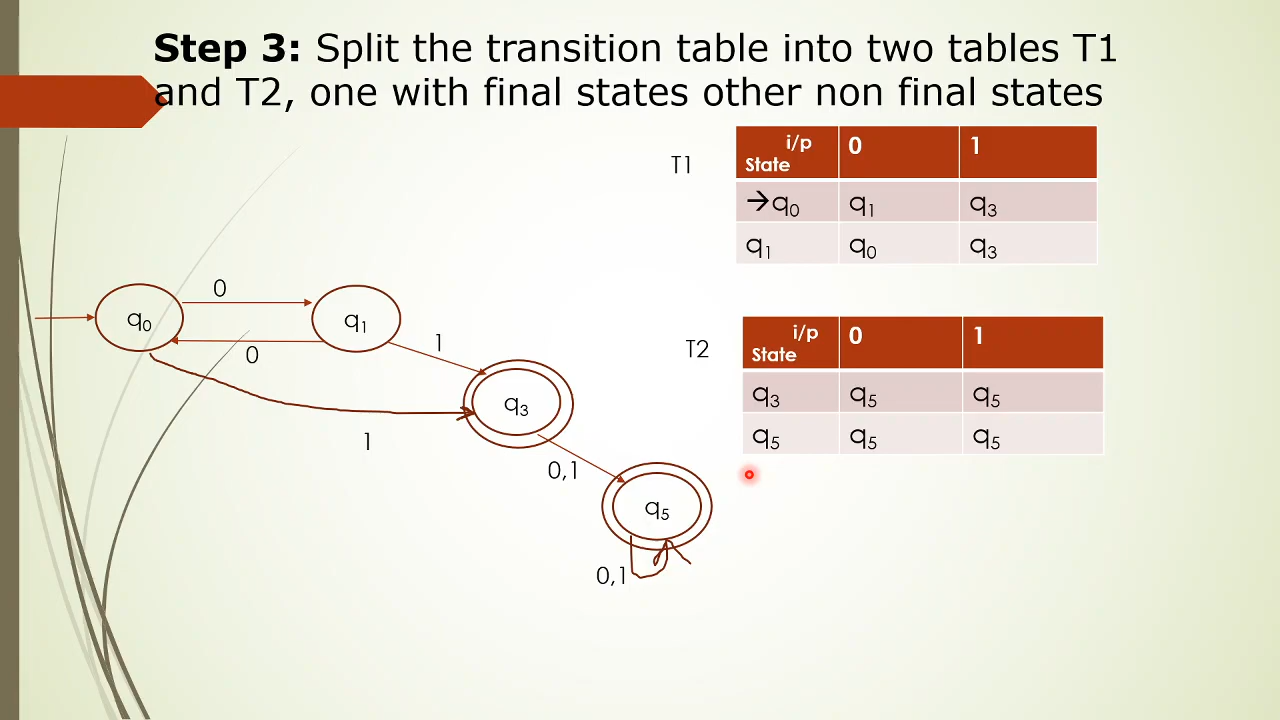 Step 3: Split the transition table into two tables T1
and T2, one with final states other non final states
T1
i/p
State 0 1
→q₀ q₁ q₃
q₁ q₀ q₃
T2
i/p
State 0 1
q₃ q₅ q₅
q₅ q₅ q₅
0
q₀ q₁
0
1
q₃
1
0,1
q₅
0,1